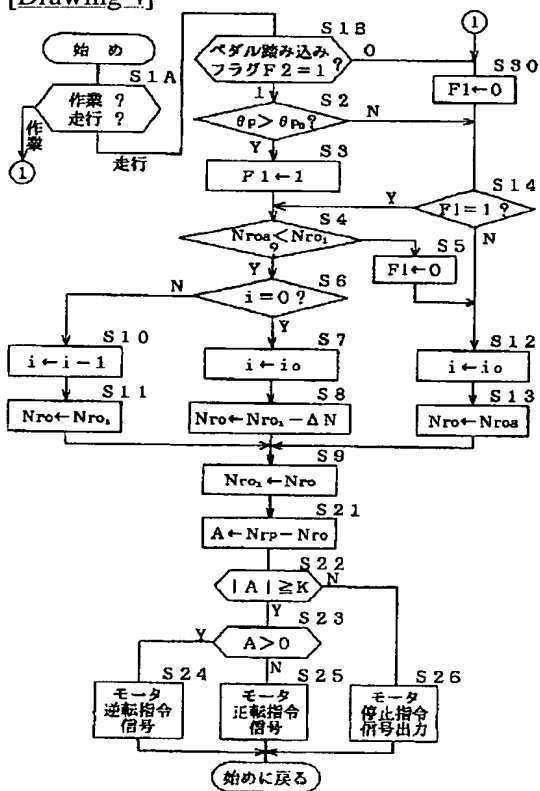 [Drawing 4]
始め
S1A
作業?
走行?
作業
走行
①
S1B
ペダル踏み込み
フラグF2=1?
0
1
①
S30
F1←0
S2
θp>θp₀?
N
Y
S3
F1←1
S14
F1=1?
Y
N
S4
Nroa<Nro₁
?
Y
S5
F1←0
S6
i=0?
N
Y
S10
i←i-1
S11
Nro←Nro₁
S7
i←io
S8
Nro←Nro₁-ΔN
S12
i←io
S13
Nro←Nroa
S9
Nro₁←Nro
S21
A←Nrp-Nro
S22
|A|≧K
N
Y
S23
A>0
Y
N
S24
モータ
逆転指令
信号
S25
モータ
正転指令
信号
S26
モータ
停止指令
信号出力
始めに戻る